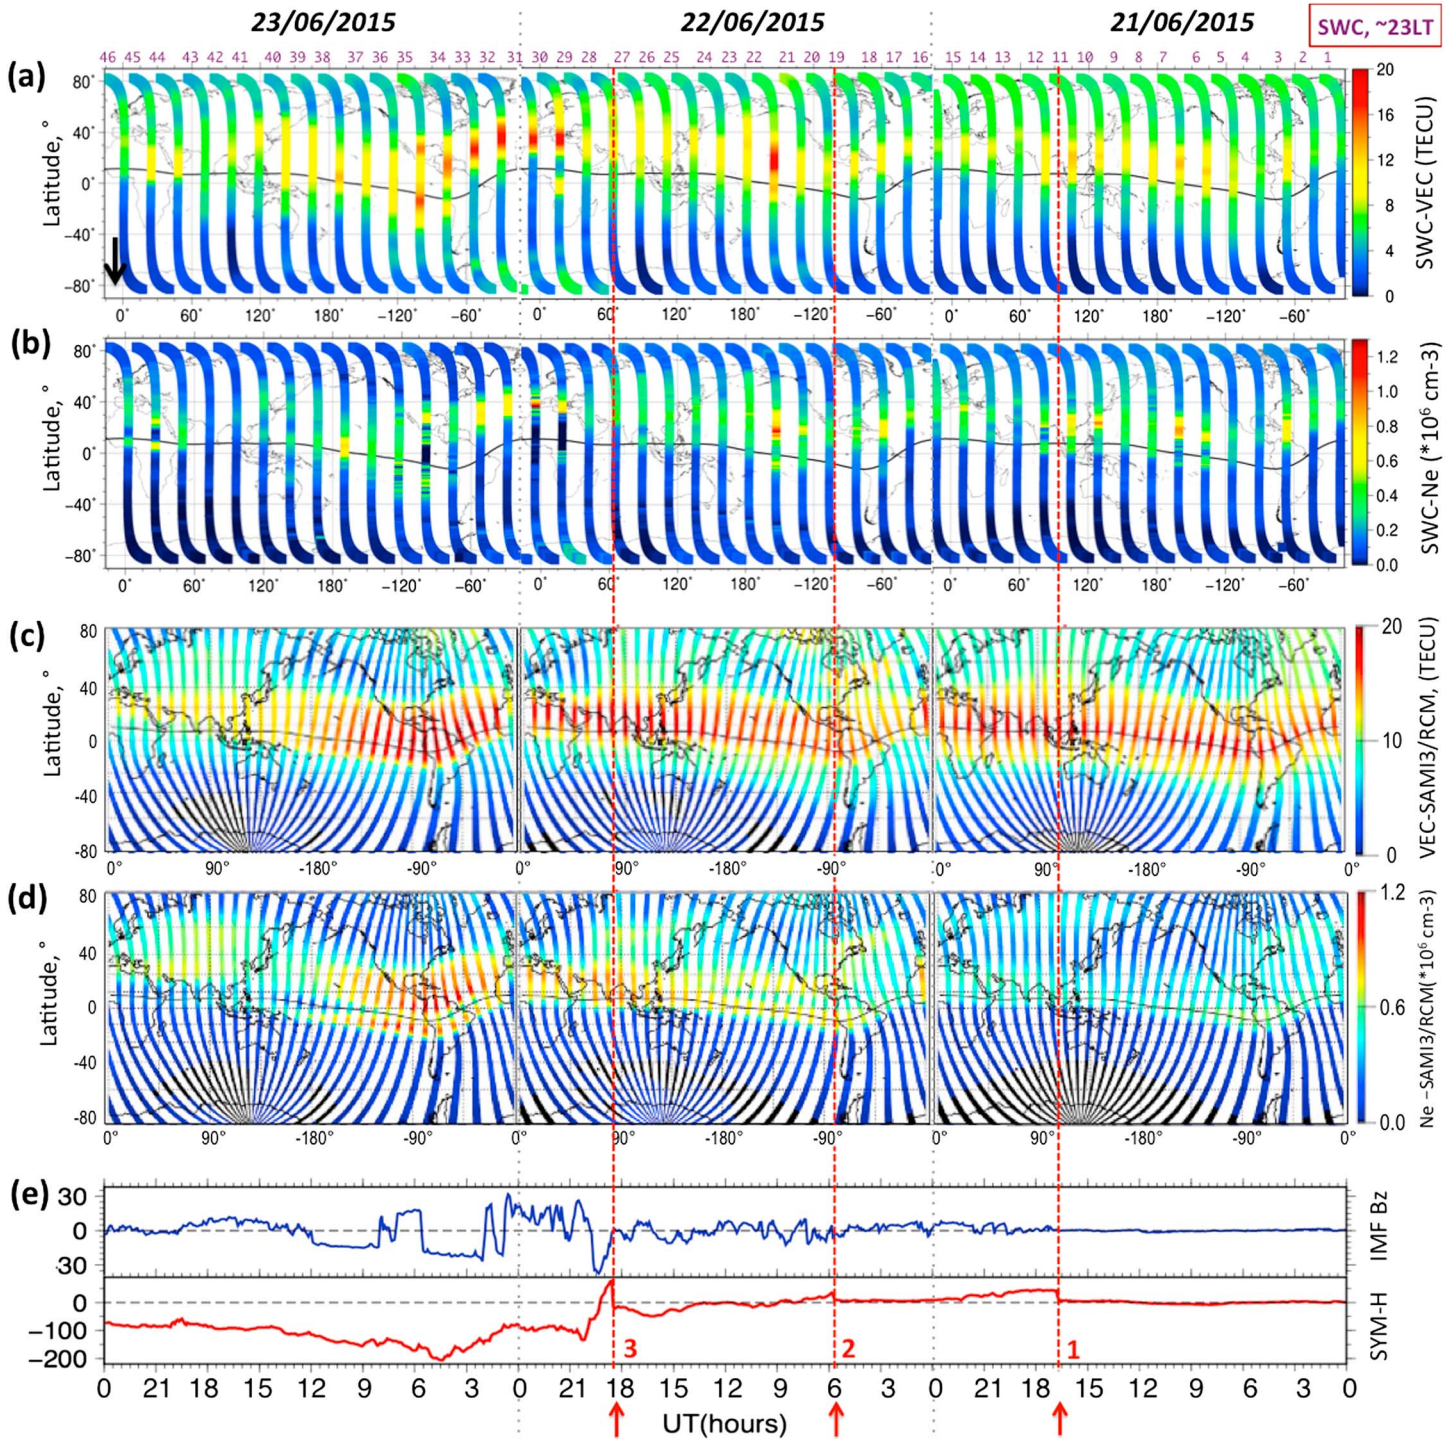 23/06/2015 22/06/2015 21/06/2015 SWC, ~23LT
46 45 44 43 42 41 40 39 38 37 36 35 34 33 32 31 30 29 28 27 26 25 24 23 22 21 20 19 18 17 16 15 14 13 12 11 10 9 8 7 6 5 4 3 2 1
(a)
Latitude, °
80° 40° 0° −40° −80°
0° 60° 120° 180° −120° −60° 0° 60° 120° 180° −120° −60° 0° 60° 120° 180° −120° −60°
20 16 12 8 4 0
SWC-VEC (TECU)
(b)
Latitude, °
80° 40° 0° −40° −80°
0° 60° 120° 180° −120° −60° 0° 60° 120° 180° −120° −60° 0° 60° 120° 180° −120° −60°
1.2 1.0 0.8 0.6 0.4 0.2 0.0
SWC-Ne (*10⁶ cm-3)
(c)
Latitude, °
80 40 0 -40 -80
0° 90° -180° -90° 0° 90° -180° -90° 0° 90° -180° -90° 0°
20 10 0
VEC-SAMI3/RCM, (TECU)
(d)
Latitude, °
80 40 0 -40 -80
0° 90° -180° -90° 0° 90° -180° -90° 0° 90° -180° -90° 0°
1.2 0.6 0.0
Ne −SAMI3/RCM(*10⁶ cm-3)
(e)
30 0 30
IMF Bz
0 −100 −200
SYM-H
3 2 1
0 21 18 15 12 9 6 3 0 21 18 15 12 9 6 3 0 21 18 15 12 9 6 3 0
UT(hours)